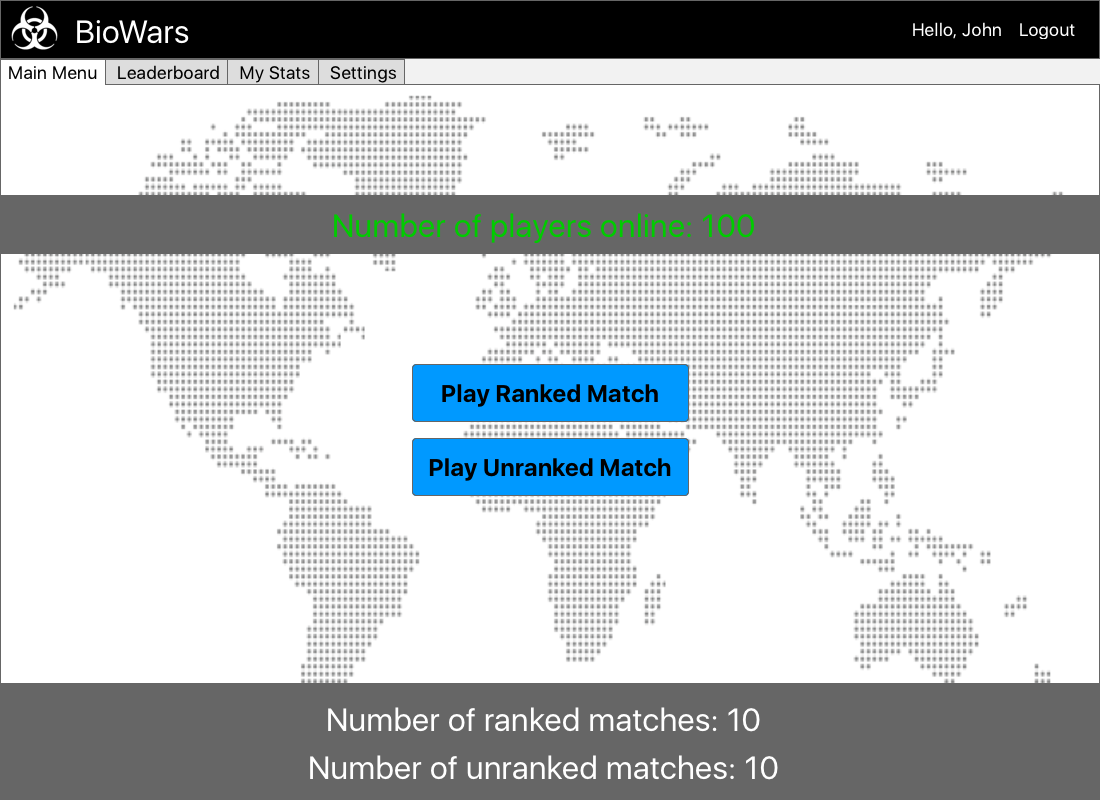 BioWars
Hello, John Logout
Main Menu Leaderboard My Stats Settings
Number of players online: 100
Play Ranked Match
Play Unranked Match
Number of ranked matches: 10
Number of unranked matches: 10